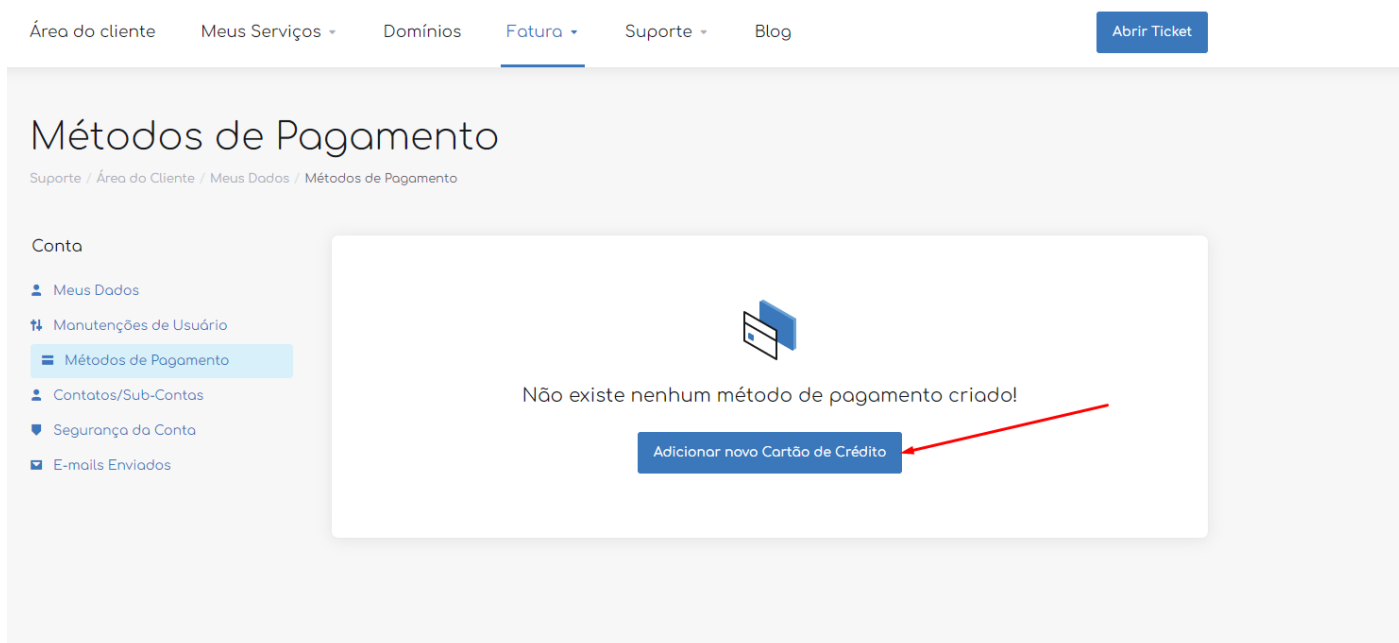 Área do cliente Meus Serviços Domínios Fatura Suporte Blog Abrir Ticket
Métodos de Pagamento
Suporte / Área do Cliente / Meus Dados / Métodos de Pagamento
Conta
Meus Dados
Manutenções de Usuário
Métodos de Pagamento
Contatos/Sub-Contas
Segurança da Conta
E-mails Enviados
Não existe nenhum método de pagamento criado!
Adicionar novo Cartão de Crédito